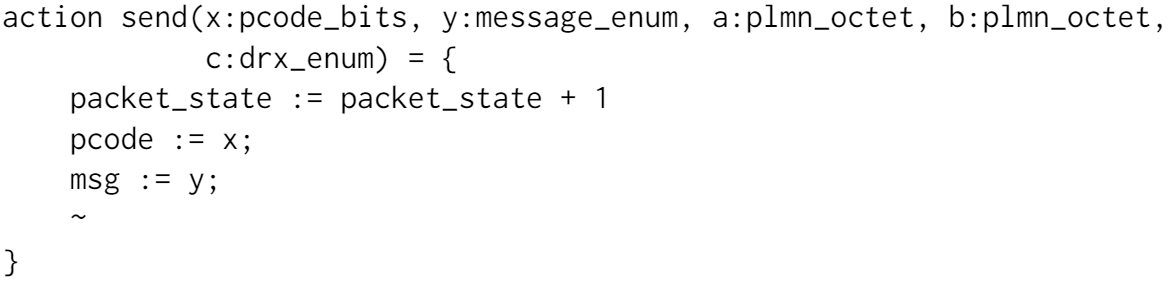 action send(x:pcode_bits, y:message_enum, a:plmn_octet, b:plmn_octet,
            c:drx_enum) = {
    packet_state := packet_state + 1
    pcode := x;
    msg := y;
    ~
}